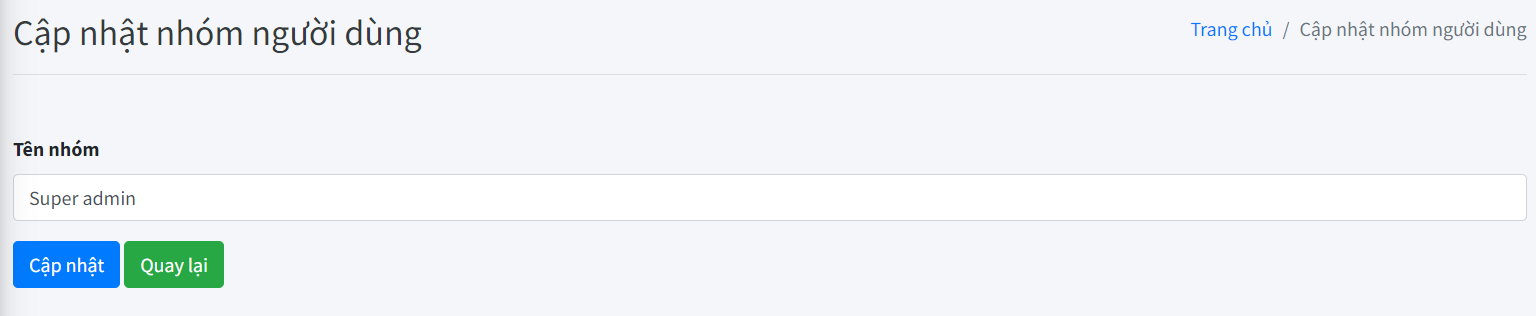 Cập nhật nhóm người dùng
Trang chủ / Cập nhật nhóm người dùng
Tên nhóm
Super admin
Cập nhật Quay lại